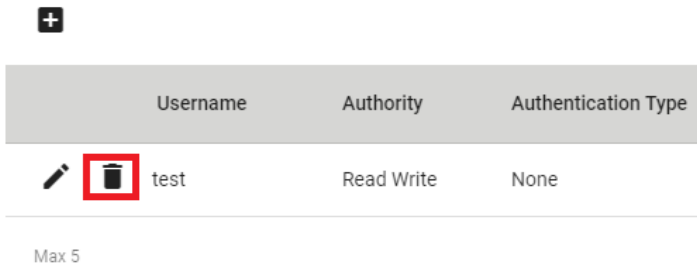 Username Authority Authentication Type
test Read Write None
Max 5